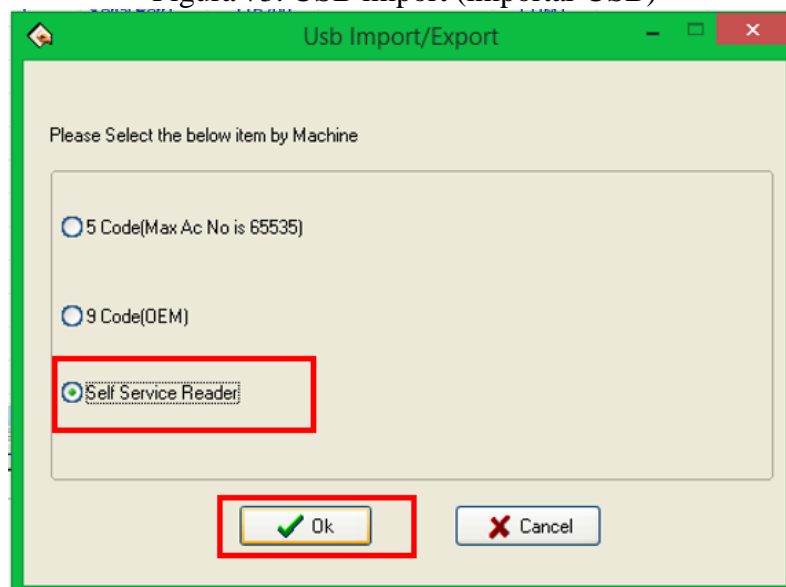 Usb Import/Export
Please Select the below item by Machine
5 Code(Max Ac No is 65535)
9 Code(OEM)
Self Service Reader
Ok
Cancel